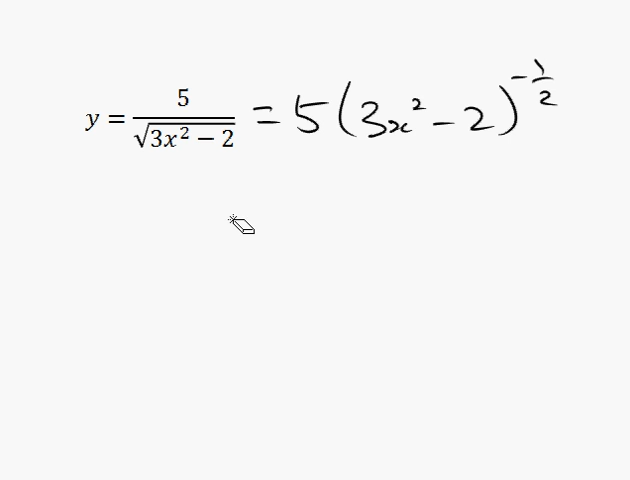 y = 5/√(3x² − 2) = 5(3x² − 2)^(-1/2)